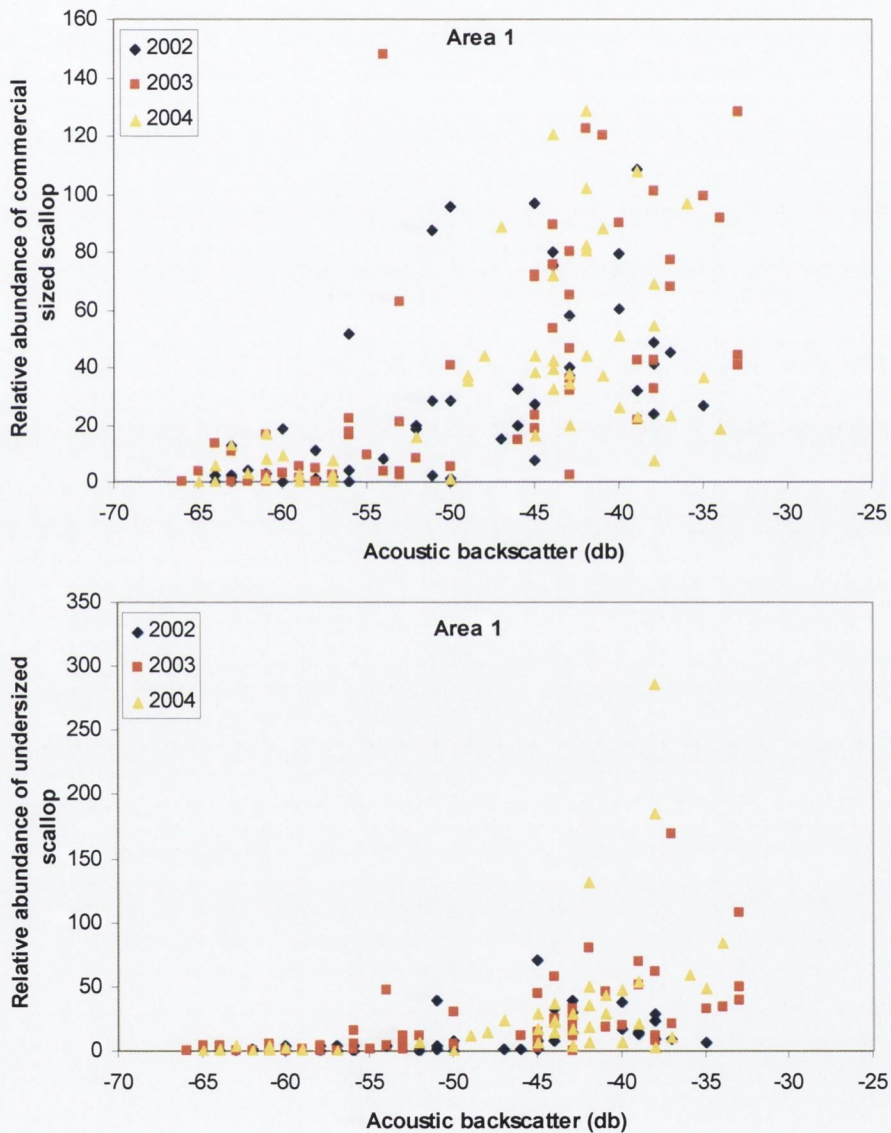 Area 1
2002
2003
2004
Relative abundance of commercial
sized scallop
160
140
120
100
80
60
40
20
0
-70 -65 -60 -55 -50 -45 -40 -35 -30 -25
Acoustic backscatter (db)
Area 1
2002
2003
2004
Relative abundance of undersized
scallop
350
300
250
200
150
100
50
0
-70 -65 -60 -55 -50 -45 -40 -35 -30 -25
Acoustic backscatter (db)